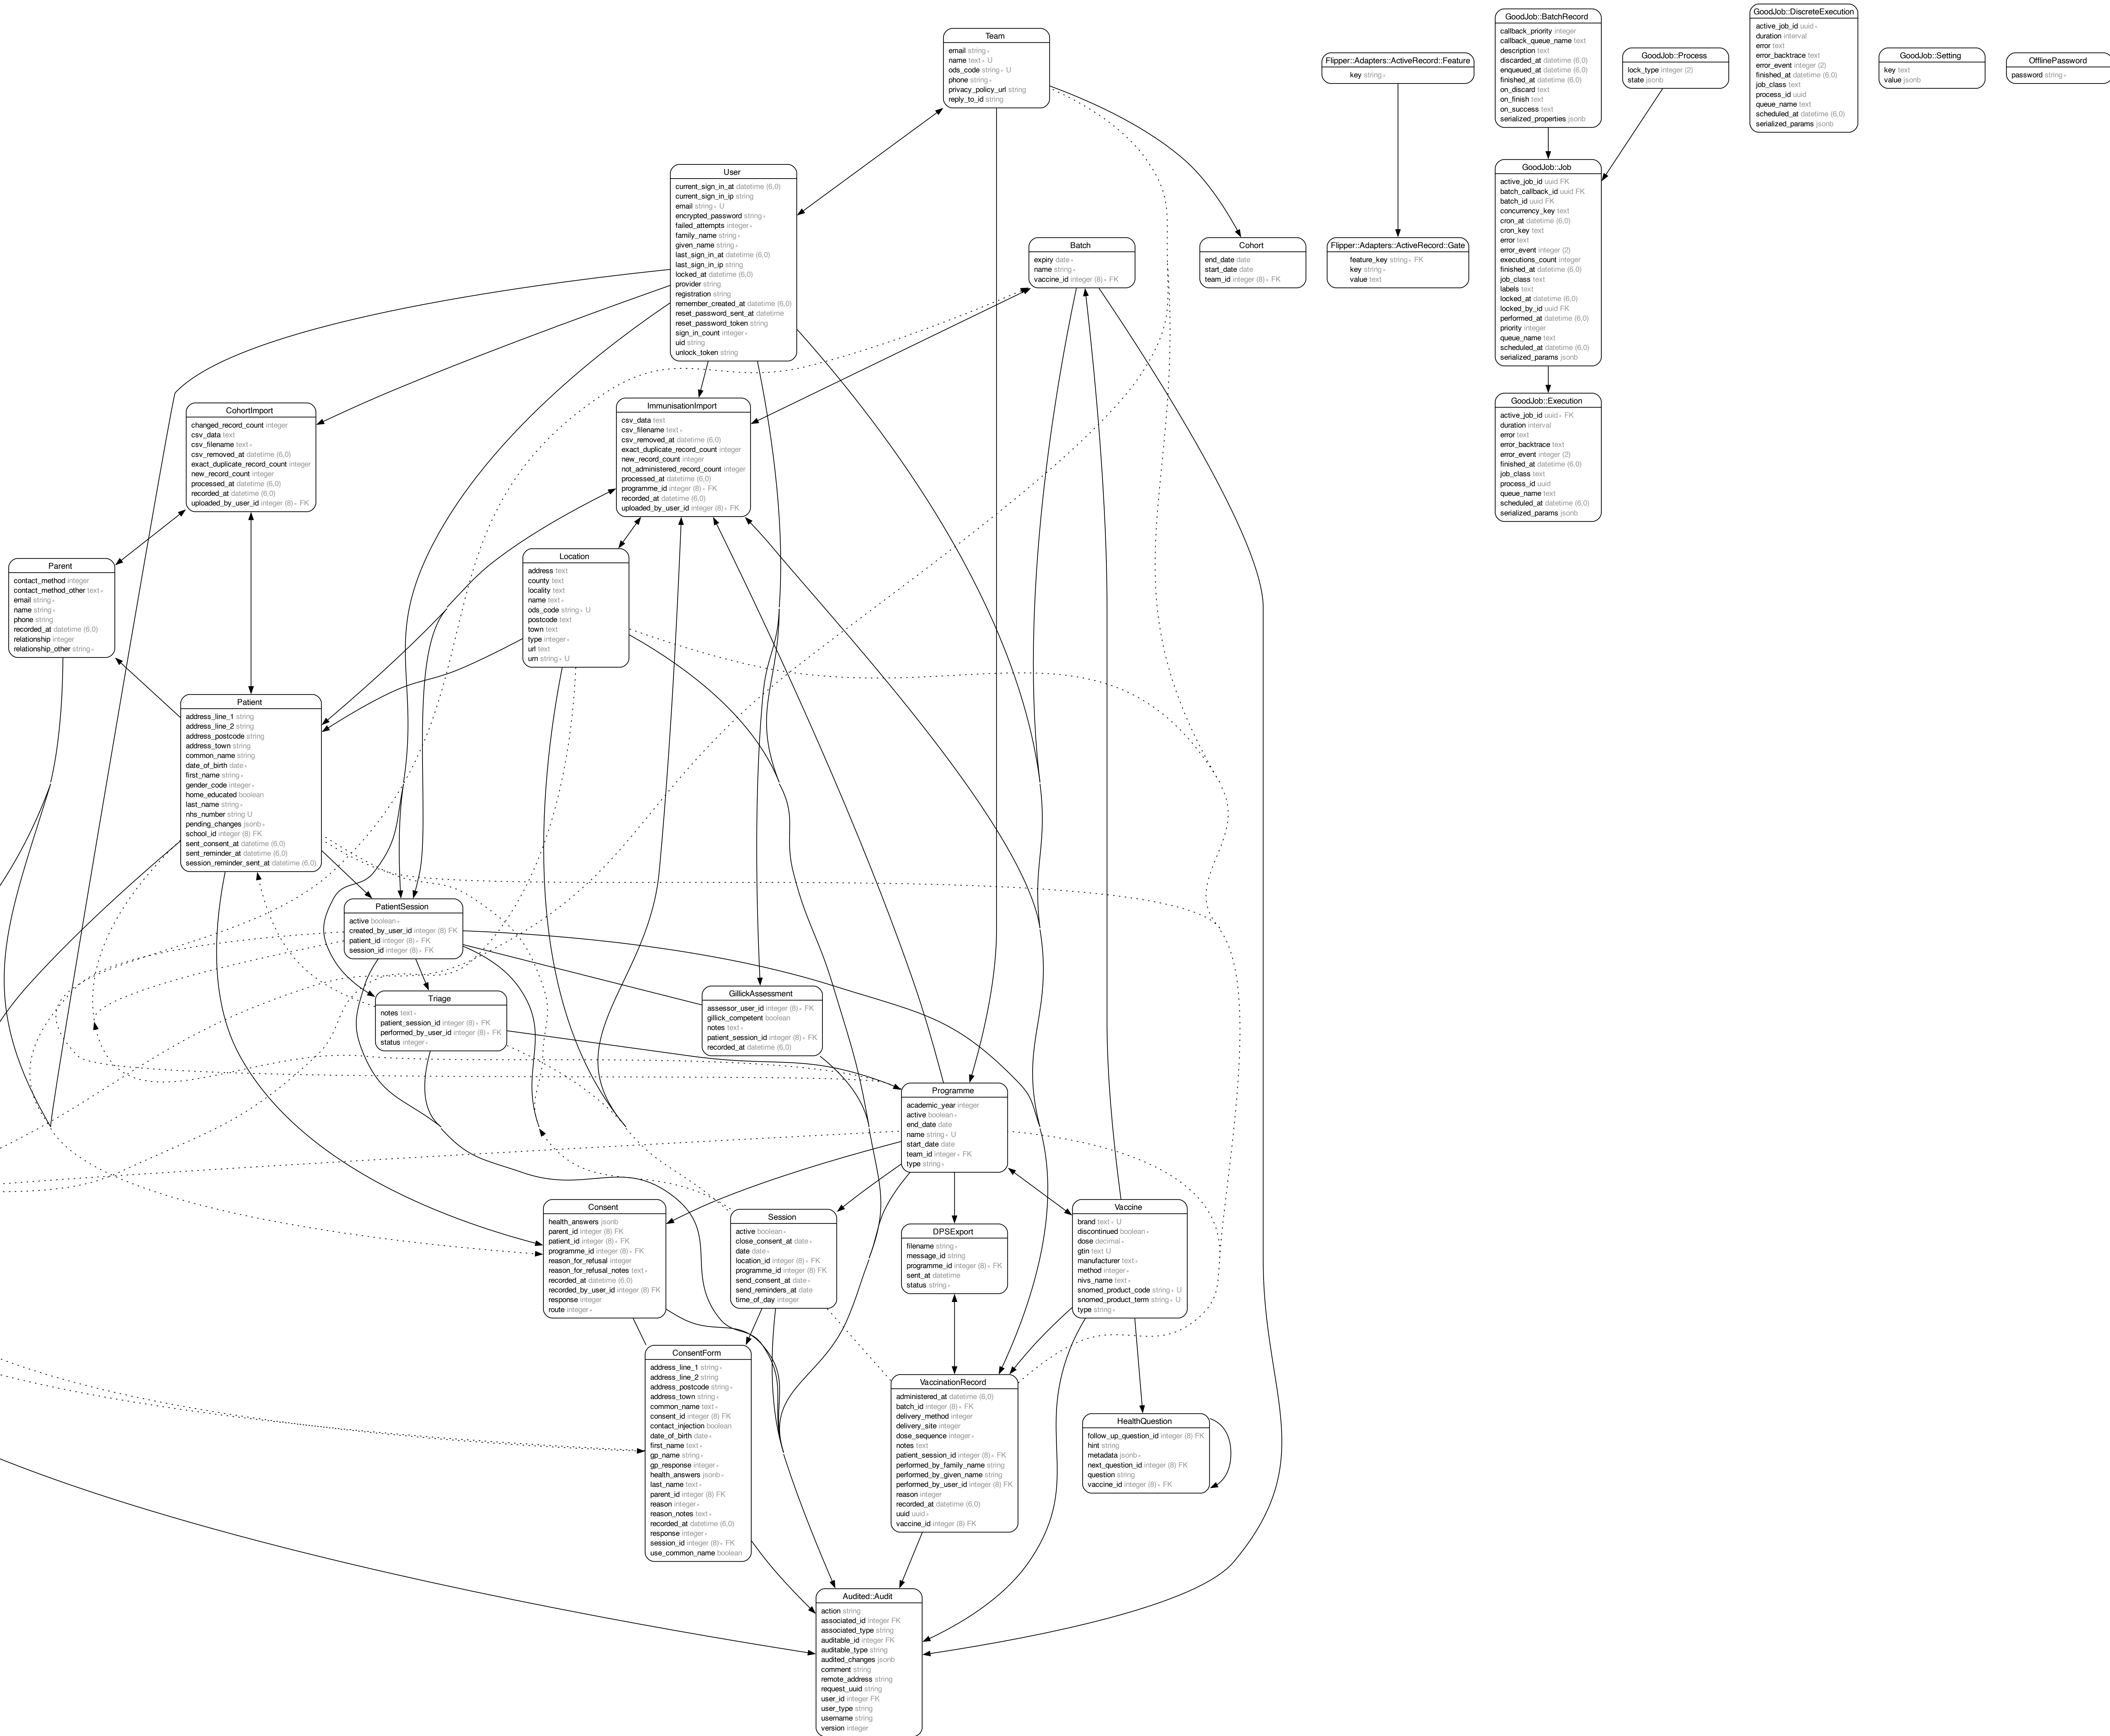 Team
email string ∗
name text ∗ U
ods_code string ∗ U
phone string ∗
privacy_policy_url string
reply_to_id string
Flipper::Adapters::ActiveRecord::Feature
key string ∗
GoodJob::BatchRecord
callback_priority integer
callback_queue_name text
description text
discarded_at datetime (6,0)
enqueued_at datetime (6,0)
finished_at datetime (6,0)
on_discard text
on_finish text
on_success text
serialized_properties jsonb
GoodJob::Process
lock_type integer (2)
state jsonb
GoodJob::DiscreteExecution
active_job_id uuid ∗
duration interval
error text
error_backtrace text
error_event integer (2)
finished_at datetime (6,0)
job_class text
process_id uuid
queue_name text
scheduled_at datetime (6,0)
serialized_params jsonb
GoodJob::Setting
key text
value jsonb
OfflinePassword
password string ∗
User
current_sign_in_at datetime (6,0)
current_sign_in_ip string
email string ∗ U
encrypted_password string ∗
failed_attempts integer ∗
family_name string ∗
given_name string ∗
last_sign_in_at datetime (6,0)
last_sign_in_ip string
locked_at datetime (6,0)
provider string
registration string
remember_created_at datetime (6,0)
reset_password_sent_at datetime
reset_password_token string
sign_in_count integer ∗
uid string
unlock_token string
Batch
expiry date ∗
name string ∗
vaccine_id integer (8) ∗ FK
Cohort
end_date date
start_date date
team_id integer (8) ∗ FK
Flipper::Adapters::ActiveRecord::Gate
feature_key string ∗ FK
key string ∗
value text
GoodJob::Job
active_job_id uuid FK
batch_callback_id uuid FK
batch_id uuid FK
concurrency_key text
cron_at datetime (6,0)
cron_key text
error text
error_event integer (2)
executions_count integer
finished_at datetime (6,0)
job_class text
labels text
locked_at datetime (6,0)
locked_by_id uuid FK
performed_at datetime (6,0)
priority integer
queue_name text
scheduled_at datetime (6,0)
serialized_params jsonb
GoodJob::Execution
active_job_id uuid ∗ FK
duration interval
error text
error_backtrace text
error_event integer (2)
finished_at datetime (6,0)
job_class text
process_id uuid
queue_name text
scheduled_at datetime (6,0)
serialized_params jsonb
CohortImport
changed_record_count integer
csv_data text
csv_filename text ∗
csv_removed_at datetime (6,0)
exact_duplicate_record_count integer
new_record_count integer
processed_at datetime (6,0)
recorded_at datetime (6,0)
uploaded_by_user_id integer (8) ∗ FK
ImmunisationImport
csv_data text
csv_filename text ∗
csv_removed_at datetime (6,0)
exact_duplicate_record_count integer
new_record_count integer
not_administered_record_count integer
processed_at datetime (6,0)
programme_id integer (8) ∗ FK
recorded_at datetime (6,0)
uploaded_by_user_id integer (8) ∗ FK
Parent
contact_method integer
contact_method_other text ∗
email string ∗
name string ∗
phone string
recorded_at datetime (6,0)
relationship integer
relationship_other string ∗
Location
address text
county text
locality text
name text ∗
ods_code string ∗ U
postcode text
town text
type integer ∗
url text
urn string ∗ U
Patient
address_line_1 string
address_line_2 string
address_postcode string
address_town string
common_name string
date_of_birth date ∗
first_name string ∗
gender_code integer ∗
home_educated boolean
last_name string ∗
nhs_number string U
pending_changes jsonb ∗
school_id integer (8) FK
sent_consent_at datetime (6,0)
sent_reminder_at datetime (6,0)
session_reminder_sent_at datetime (6,0)
PatientSession
active boolean ∗
created_by_user_id integer (8) FK
patient_id integer (8) ∗ FK
session_id integer (8) ∗ FK
Triage
notes text ∗
patient_session_id integer (8) ∗ FK
performed_by_user_id integer (8) ∗ FK
status integer ∗
GillickAssessment
assessor_user_id integer (8) ∗ FK
gillick_competent boolean
notes text ∗
patient_session_id integer (8) ∗ FK
recorded_at datetime (6,0)
Programme
academic_year integer
active boolean ∗
end_date date
name string ∗ U
start_date date
team_id integer ∗ FK
type string ∗
Consent
health_answers jsonb
parent_id integer (8) FK
patient_id integer (8) ∗ FK
programme_id integer (8) ∗ FK
reason_for_refusal integer
reason_for_refusal_notes text ∗
recorded_at datetime (6,0)
recorded_by_user_id integer (8) FK
response integer
route integer ∗
Session
active boolean ∗
close_consent_at date ∗
date date ∗
location_id integer (8) ∗ FK
programme_id integer (8) FK
send_consent_at date ∗
send_reminders_at date
time_of_day integer
DPSExport
filename string ∗
message_id string
programme_id integer (8) ∗ FK
sent_at datetime
status string ∗
Vaccine
brand text ∗ U
discontinued boolean ∗
dose decimal ∗
gtin text U
manufacturer text ∗
method integer ∗
nivs_name text ∗
snomed_product_code string ∗ U
snomed_product_term string ∗ U
type string ∗
ConsentForm
address_line_1 string ∗
address_line_2 string
address_postcode string ∗
address_town string ∗
common_name text ∗
consent_id integer (8) FK
contact_injection boolean
date_of_birth date ∗
first_name text ∗
gp_name string ∗
gp_response integer ∗
health_answers jsonb ∗
last_name text ∗
parent_id integer (8) FK
reason integer ∗
reason_notes text ∗
recorded_at datetime (6,0)
response integer ∗
session_id integer (8) ∗ FK
use_common_name boolean
VaccinationRecord
administered_at datetime (6,0)
batch_id integer (8) ∗ FK
delivery_method integer
delivery_site integer
dose_sequence integer ∗
notes text
patient_session_id integer (8) ∗ FK
performed_by_family_name string
performed_by_given_name string
performed_by_user_id integer (8) FK
reason integer
recorded_at datetime (6,0)
uuid uuid ∗
vaccine_id integer (8) FK
HealthQuestion
follow_up_question_id integer (8) FK
hint string
metadata jsonb ∗
next_question_id integer (8) FK
question string
vaccine_id integer (8) ∗ FK
Audited::Audit
action string
associated_id integer FK
associated_type string
auditable_id integer FK
auditable_type string
audited_changes jsonb
comment string
remote_address string
request_uuid string
user_id integer FK
user_type string
username string
version integer